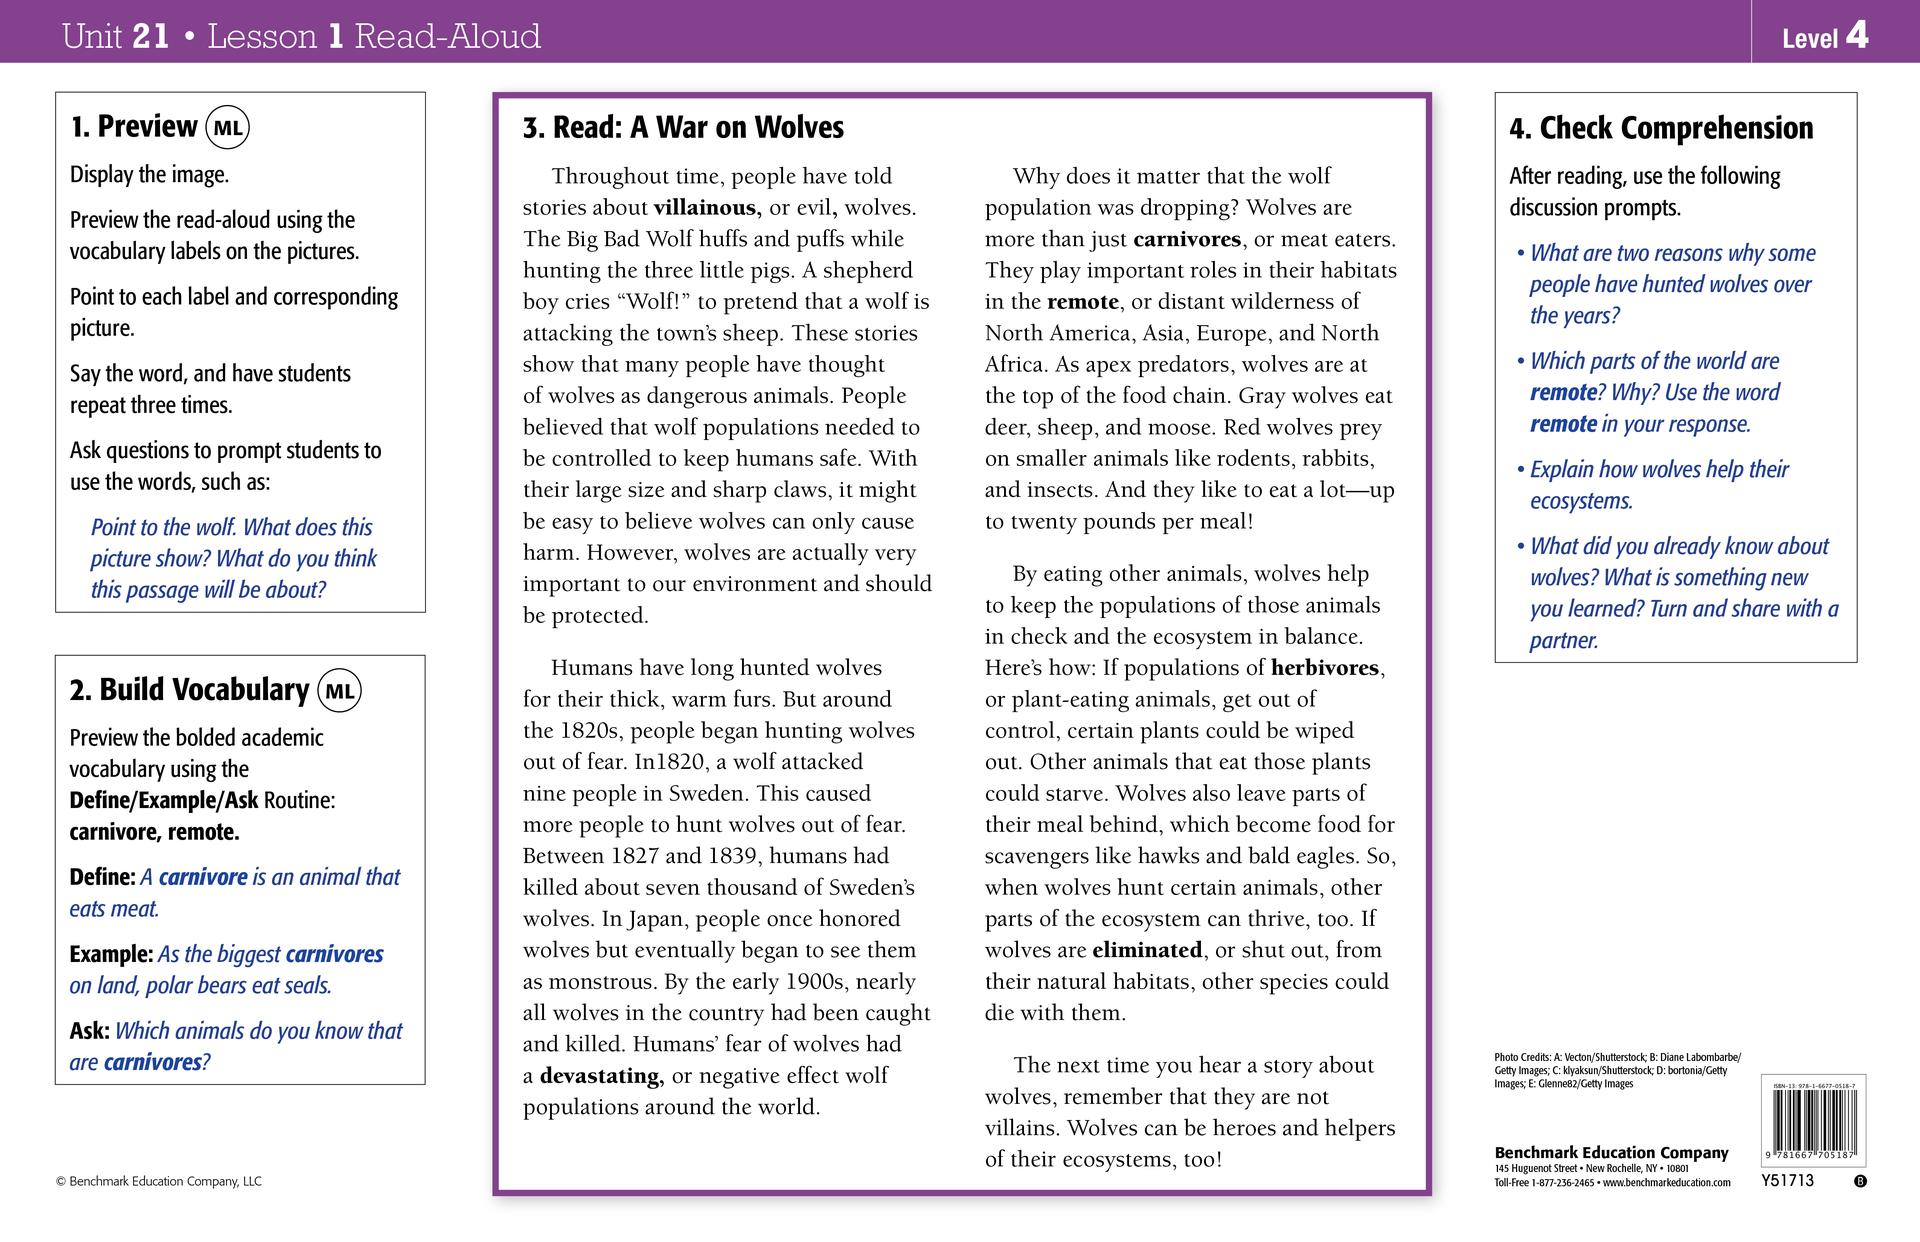 Unit 21 • Lesson 1 Read-Aloud
Level 4
1. Preview ML
Display the image.
Preview the read-aloud using the
vocabulary labels on the pictures.
Point to each label and corresponding
picture.
Say the word, and have students
repeat three times.
Ask questions to prompt students to
use the words, such as:
Point to the wolf. What does this
picture show? What do you think
this passage will be about?
2. Build Vocabulary ML
Preview the bolded academic
vocabulary using the
Define/Example/Ask Routine:
carnivore, remote.
Define: A carnivore is an animal that
eats meat.
Example: As the biggest carnivores
on land, polar bears eat seals.
Ask: Which animals do you know that
are carnivores?
© Benchmark Education Company, LLC
3. Read: A War on Wolves
Throughout time, people have told
stories about villainous, or evil, wolves.
The Big Bad Wolf huffs and puffs while
hunting the three little pigs. A shepherd
boy cries “Wolf!” to pretend that a wolf is
attacking the town’s sheep. These stories
show that many people have thought
of wolves as dangerous animals. People
believed that wolf populations needed to
be controlled to keep humans safe. With
their large size and sharp claws, it might
be easy to believe wolves can only cause
harm. However, wolves are actually very
important to our environment and should
be protected.
Humans have long hunted wolves
for their thick, warm furs. But around
the 1820s, people began hunting wolves
out of fear. In1820, a wolf attacked
nine people in Sweden. This caused
more people to hunt wolves out of fear.
Between 1827 and 1839, humans had
killed about seven thousand of Sweden’s
wolves. In Japan, people once honored
wolves but eventually began to see them
as monstrous. By the early 1900s, nearly
all wolves in the country had been caught
and killed. Humans’ fear of wolves had
a devastating, or negative effect wolf
populations around the world.
Why does it matter that the wolf
population was dropping? Wolves are
more than just carnivores, or meat eaters.
They play important roles in their habitats
in the remote, or distant wilderness of
North America, Asia, Europe, and North
Africa. As apex predators, wolves are at
the top of the food chain. Gray wolves eat
deer, sheep, and moose. Red wolves prey
on smaller animals like rodents, rabbits,
and insects. And they like to eat a lot—up
to twenty pounds per meal!
By eating other animals, wolves help
to keep the populations of those animals
in check and the ecosystem in balance.
Here’s how: If populations of herbivores,
or plant-eating animals, get out of
control, certain plants could be wiped
out. Other animals that eat those plants
could starve. Wolves also leave parts of
their meal behind, which become food for
scavengers like hawks and bald eagles. So,
when wolves hunt certain animals, other
parts of the ecosystem can thrive, too. If
wolves are eliminated, or shut out, from
their natural habitats, other species could
die with them.
The next time you hear a story about
wolves, remember that they are not
villains. Wolves can be heroes and helpers
of their ecosystems, too!
4. Check Comprehension
After reading, use the following
discussion prompts.
• What are two reasons why some
people have hunted wolves over
the years?
• Which parts of the world are
remote? Why? Use the word
remote in your response.
• Explain how wolves help their
ecosystems.
• What did you already know about
wolves? What is something new
you learned? Turn and share with a
partner.
Photo Credits: A: Vecton/Shutterstock; B: Diane Labombarbe/
Getty Images; C: klyaksun/Shutterstock; D: bortonia/Getty
Images; E: Glenne82/Getty Images
Benchmark Education Company
145 Huguenot Street • New Rochelle, NY • 10801
Toll-Free 1-877-236-2465 • www.benchmarkeducation.com
ISBN-13: 978-1-6677-0518-7
9 781667 705187
Y51713
B